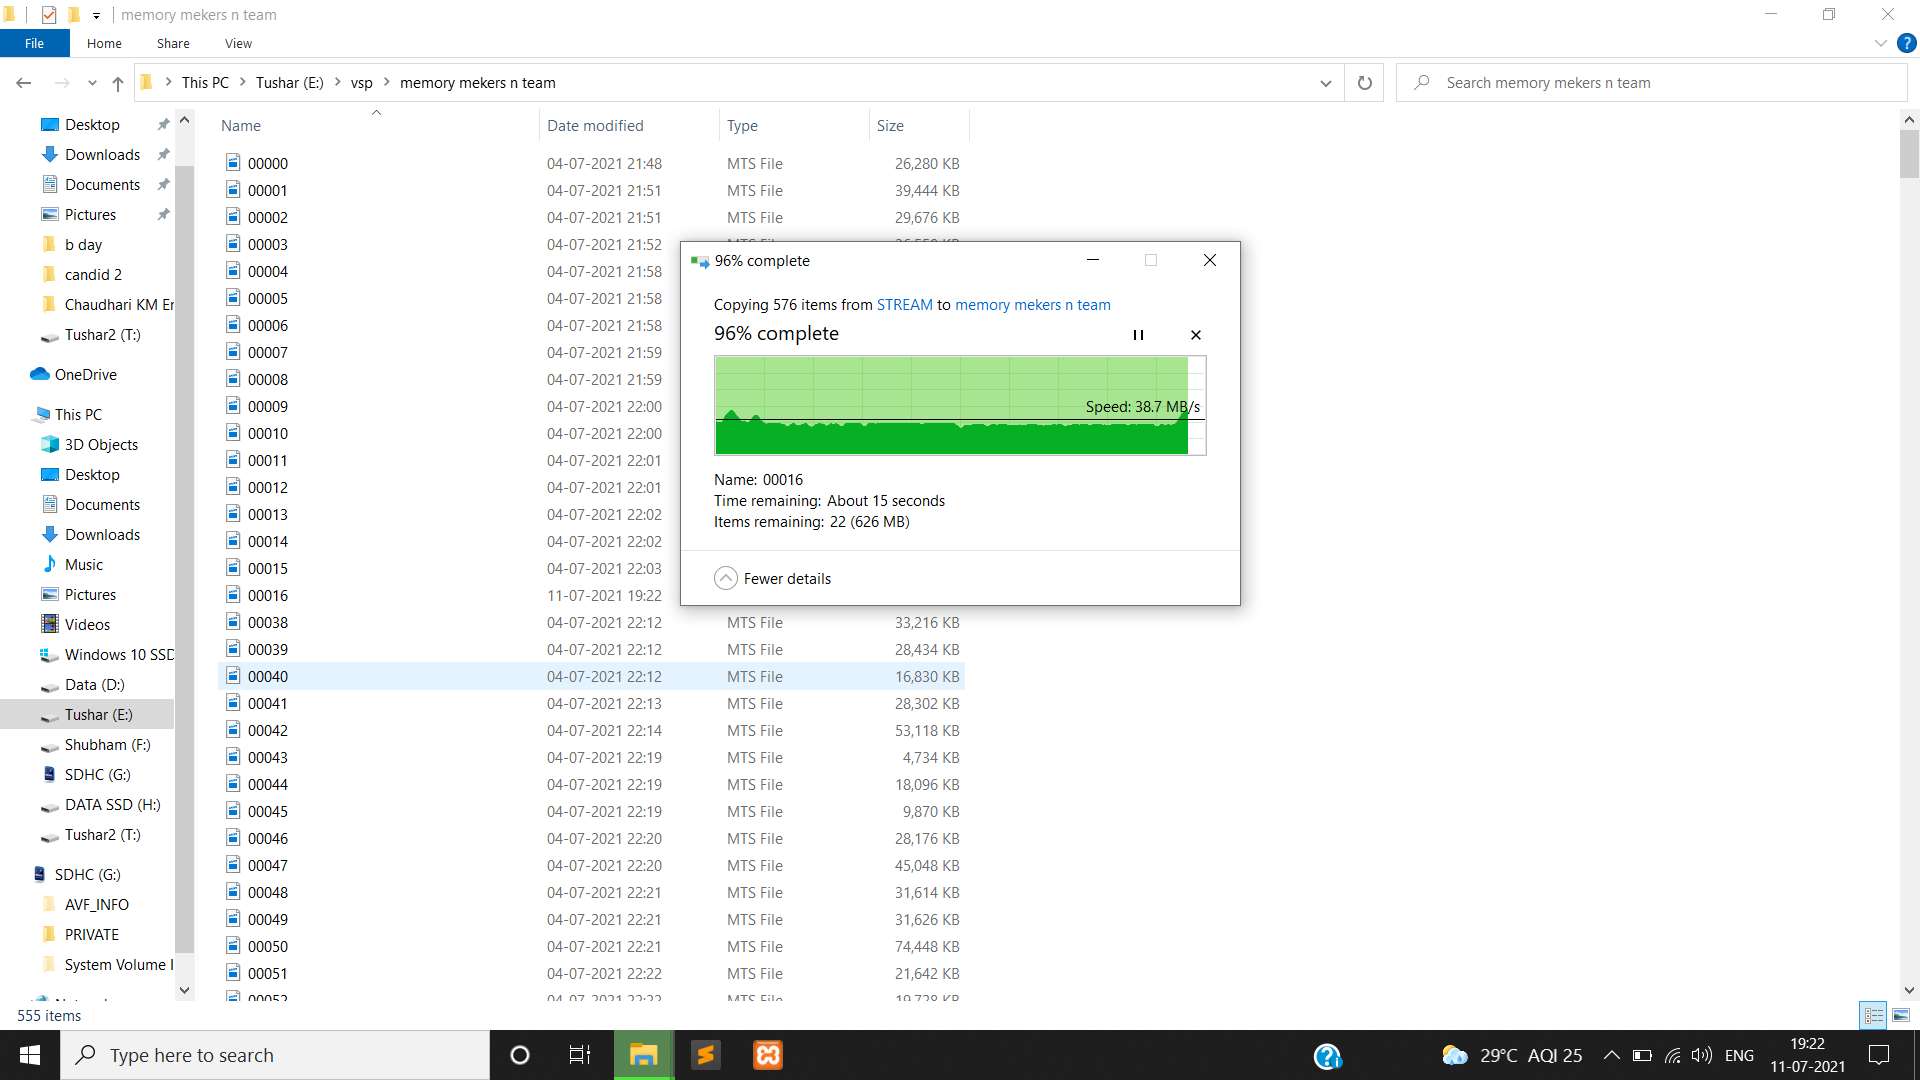 memory mekers n team
File Home Share View
This PC Tushar (E:) vsp memory mekers n team
Search memory mekers n team
Name Date modified Type Size
Desktop
Downloads
Documents
Pictures
b day
candid 2
Chaudhari KM Er
Tushar2 (T:)
OneDrive
This PC
3D Objects
Desktop
Documents
Downloads
Music
Pictures
Videos
Windows 10 SSD
Data (D:)
Tushar (E:)
Shubham (F:)
SDHC (G:)
DATA SSD (H:)
Tushar2 (T:)
SDHC (G:)
AVF_INFO
PRIVATE
System Volume I
00000 04-07-2021 21:48 MTS File 26,280 KB
00001 04-07-2021 21:51 MTS File 39,444 KB
00002 04-07-2021 21:51 MTS File 29,676 KB
00003 04-07-2021 21:52
00004 04-07-2021 21:58
00005 04-07-2021 21:58
00006 04-07-2021 21:58
00007 04-07-2021 21:59
00008 04-07-2021 21:59
00009 04-07-2021 22:00
00010 04-07-2021 22:00
00011 04-07-2021 22:01
00012 04-07-2021 22:01
00013 04-07-2021 22:02
00014 04-07-2021 22:02
00015 04-07-2021 22:03
00016 11-07-2021 19:22
00038 04-07-2021 22:12 MTS File 33,216 KB
00039 04-07-2021 22:12 MTS File 28,434 KB
00040 04-07-2021 22:12 MTS File 16,830 KB
00041 04-07-2021 22:13 MTS File 28,302 KB
00042 04-07-2021 22:14 MTS File 53,118 KB
00043 04-07-2021 22:19 MTS File 4,734 KB
00044 04-07-2021 22:19 MTS File 18,096 KB
00045 04-07-2021 22:19 MTS File 9,870 KB
00046 04-07-2021 22:20 MTS File 28,176 KB
00047 04-07-2021 22:20 MTS File 45,048 KB
00048 04-07-2021 22:21 MTS File 31,614 KB
00049 04-07-2021 22:21 MTS File 31,626 KB
00050 04-07-2021 22:21 MTS File 74,448 KB
00051 04-07-2021 22:22 MTS File 21,642 KB
00052 04-07-2021 22:22 MTS File 19,728 KB
96% complete
Copying 576 items from STREAM to memory mekers n team
96% complete
Speed: 38.7 MB/s
Name: 00016
Time remaining: About 15 seconds
Items remaining: 22 (626 MB)
Fewer details
555 items
Type here to search
29°C AQI 25
ENG
19:22
11-07-2021